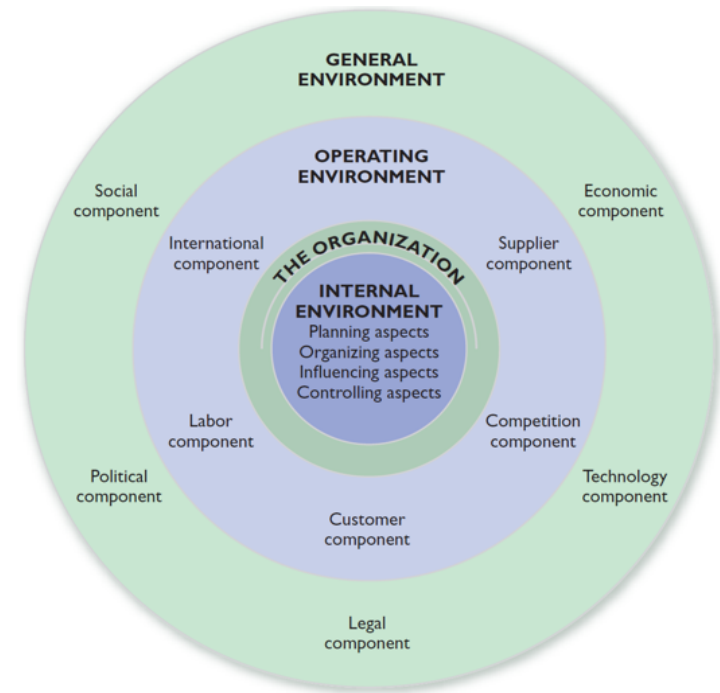 GENERAL
ENVIRONMENT
OPERATING
ENVIRONMENT
Social
component
Economic
component
International
component
Supplier
component
THE ORGANIZATION
INTERNAL
ENVIRONMENT
Planning aspects
Organizing aspects
Influencing aspects
Controlling aspects
Labor
component
Competition
component
Political
component
Technology
component
Customer
component
Legal
component